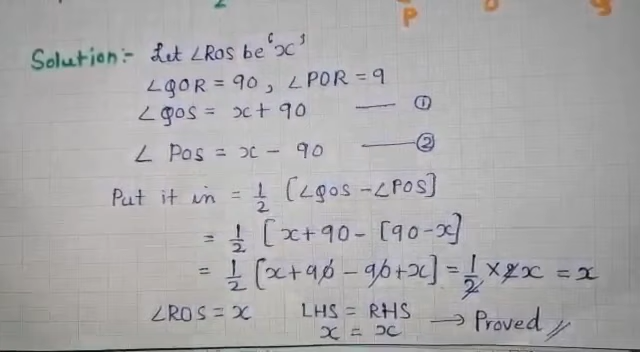 2 P O Q
Solution:- Let ∠ROS be 'x'
∠QOR = 90, ∠POR = 9
∠QOS = x + 90 —— ①
∠ POS = x - 90 —— ②
Put it in = 1/2 [∠QOS - ∠POS]
= 1/2 [x + 90 - [90 - x]
= 1/2 [x + 90 - 90 + x] = 1/2 × 2x = x
∠ROS = x LHS = RHS
x = x → Proved //